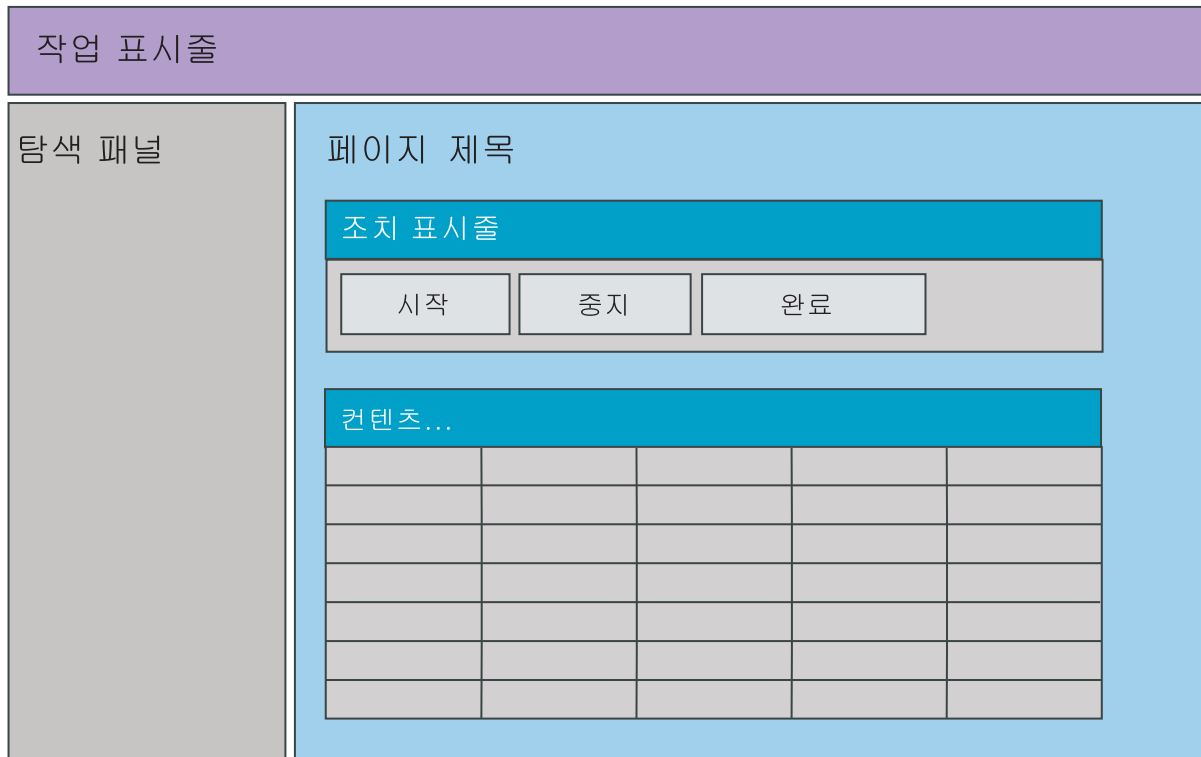 작업 표시줄
탐색 패널
페이지 제목
조치 표시줄
시작 중지 완료
컨텐츠...